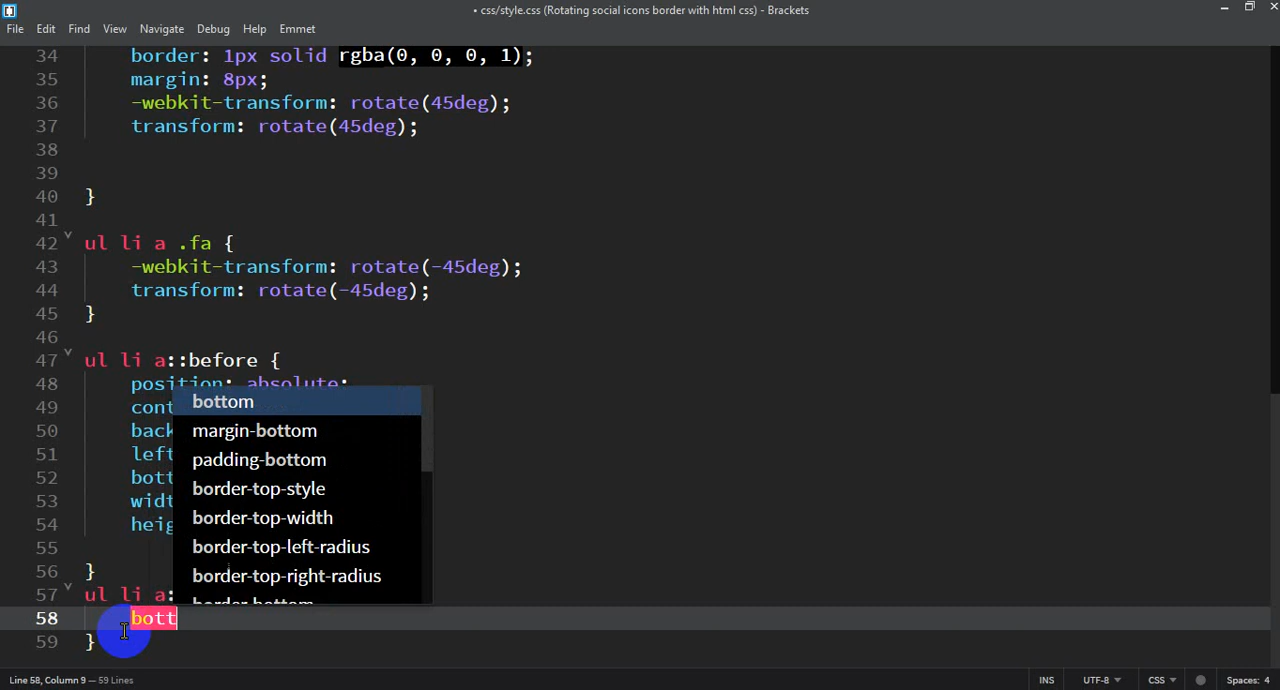 • css/style.css (Rotating social icons border with html css) - Brackets
File Edit Find View Navigate Debug Help Emmet
34 border: 1px solid rgba(0, 0, 0, 1);
35 margin: 8px;
36 -webkit-transform: rotate(45deg);
37 transform: rotate(45deg);
38
39
40 }
41
42 ul li a .fa {
43 -webkit-transform: rotate(-45deg);
44 transform: rotate(-45deg);
45 }
46
47 ul li a::before {
48 position: absolute;
49 cont
50 back
51 left
52 bott
53 widt
54 heig
55
56 }
57 ul li a:
58 bott
59 }
bottom
margin-bottom
padding-bottom
border-top-style
border-top-width
border-top-left-radius
border-top-right-radius
border-bottom
Line 58, Column 9 — 59 Lines
INS UTF-8 CSS Spaces: 4